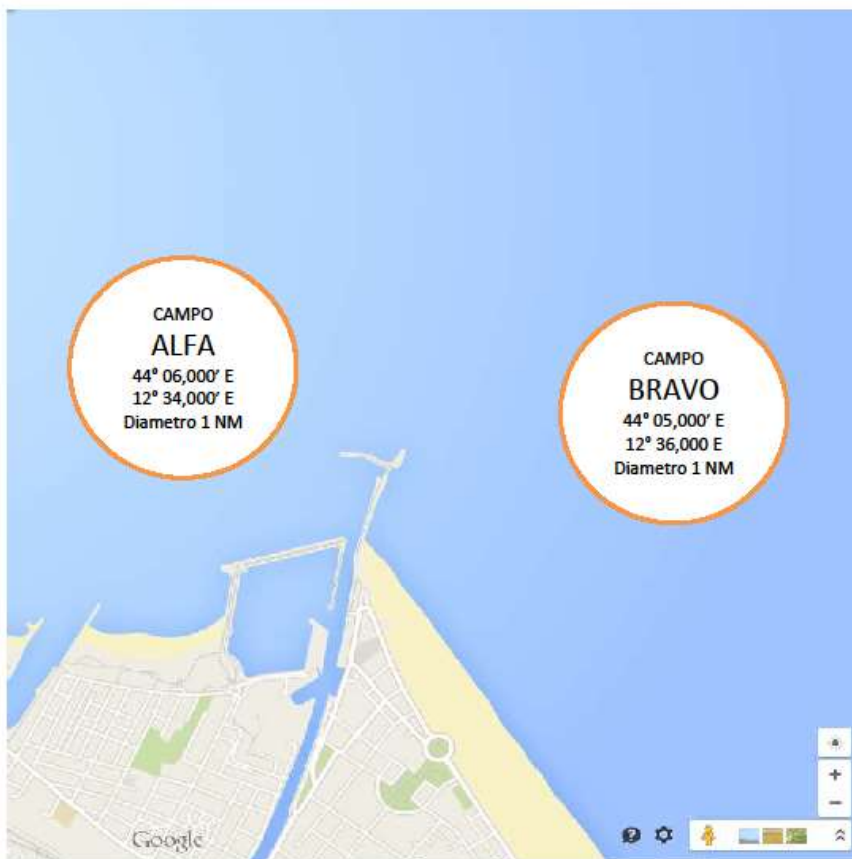 CAMPO
ALFA
44° 06,000’ E
12° 34,000’ E
Diametro 1 NM
CAMPO
BRAVO
44° 05,000’ E
12° 36,000 E
Diametro 1 NM
Google